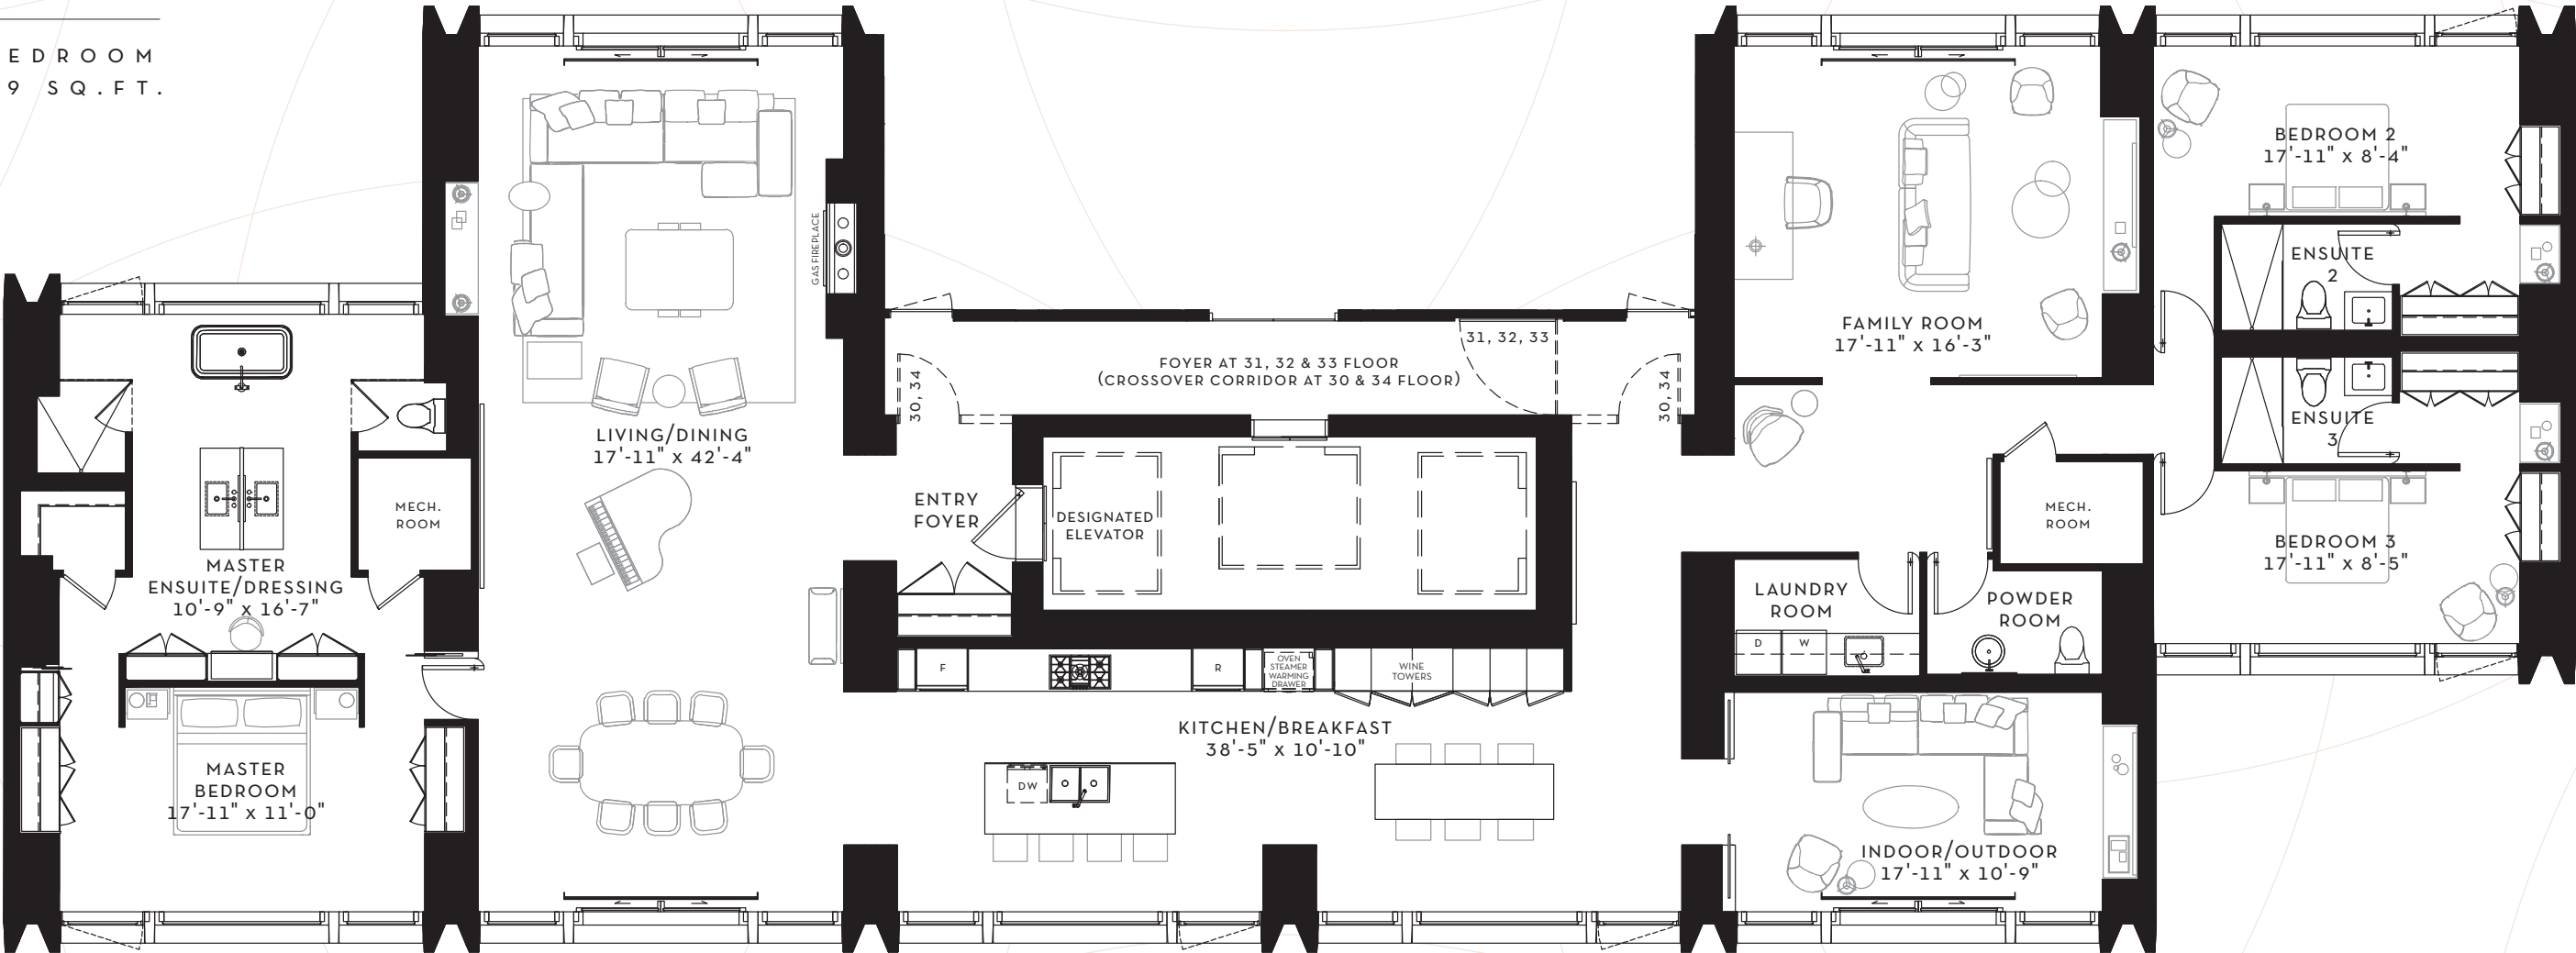 EDROOM
9 SQ.FT.
GAS FIREPLACE
LIVING/DINING
17'-11" x 42'-4"
MECH.
ROOM
MASTER
ENSUITE/DRESSING
10'-9" x 16'-7"
MASTER
BEDROOM
17'-11" x 11'-0"
30, 34
FOYER AT 31, 32 & 33 FLOOR
(CROSSOVER CORRIDOR AT 30 & 34 FLOOR)
31, 32, 33
30, 34
ENTRY
FOYER
DESIGNATED
ELEVATOR
F
R
OVEN
STEAMER
WARMING
DRAWER
WINE
TOWERS
KITCHEN/BREAKFAST
38'-5" x 10'-10"
DW
FAMILY ROOM
17'-11" x 16'-3"
BEDROOM 2
17'-11" x 8'-4"
ENSUITE
2
ENSUITE
3
MECH.
ROOM
BEDROOM 3
17'-11" x 8'-5"
LAUNDRY
ROOM
D
W
POWDER
ROOM
INDOOR/OUTDOOR
17'-11" x 10'-9"